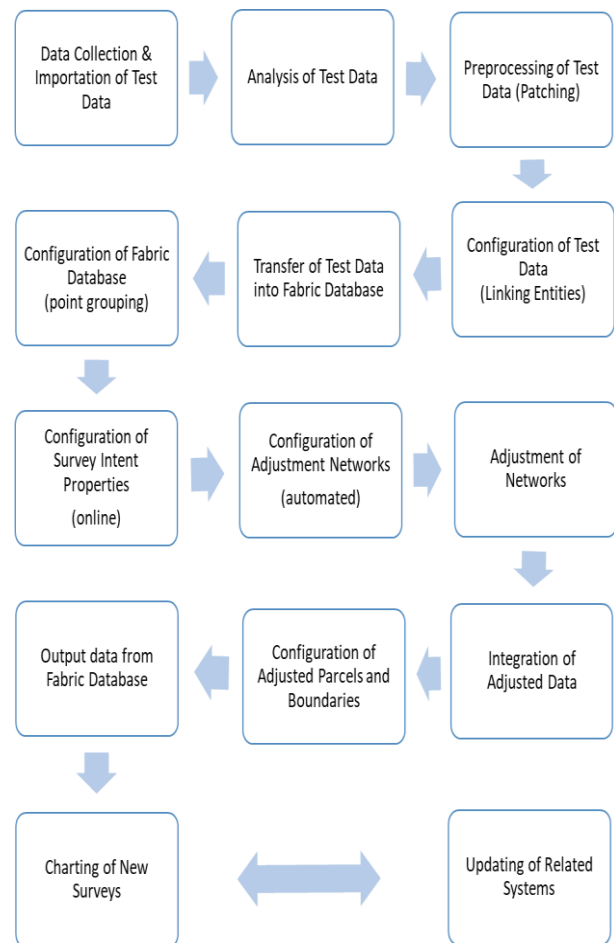 Data Collection &
Importation of Test
Data
Analysis of Test Data
Preprocessing of Test
Data (Patching)
Configuration of Test
Data
(Linking Entities)
Transfer of Test Data
into Fabric Database
Configuration of Fabric
Database
(point grouping)
Configuration of
Survey Intent
Properties
(online)
Configuration of
Adjustment Networks
(automated)
Adjustment of
Networks
Integration of
Adjusted Data
Configuration of
Adjusted Parcels and
Boundaries
Output data from
Fabric Database
Charting of New
Surveys
Updating of Related
Systems